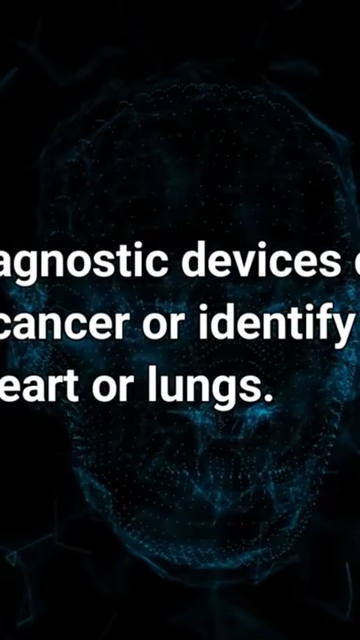 agnostic devices
cancer or identify
eart or lungs.